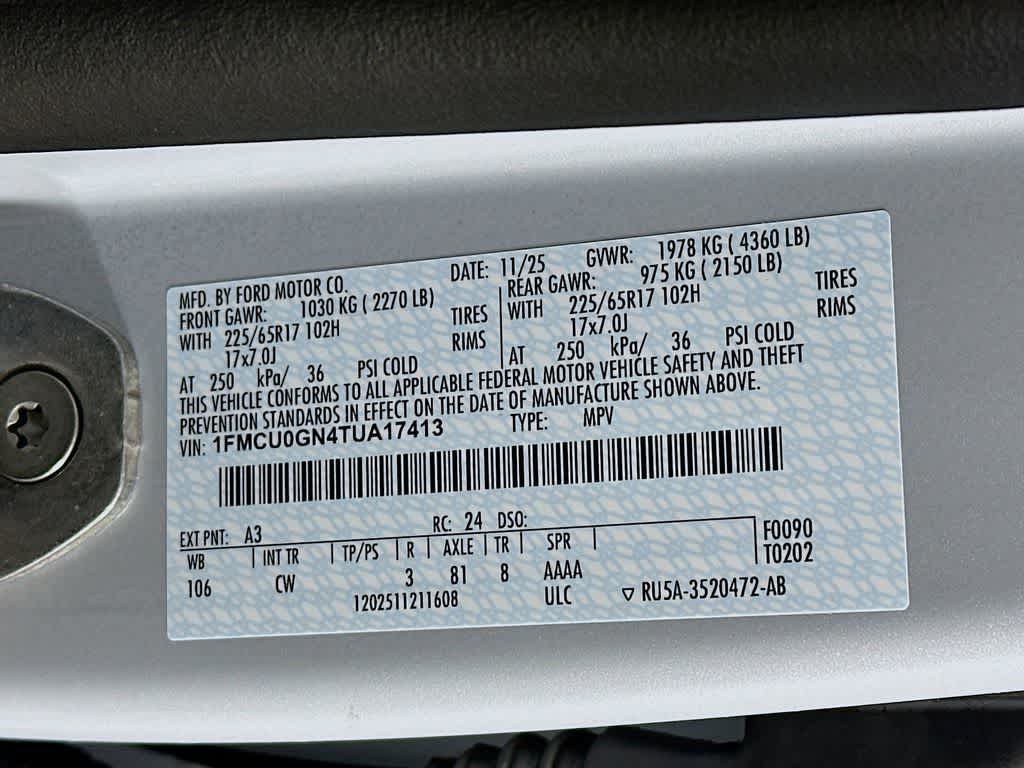 MFD. BY FORD MOTOR CO. DATE: 11/25 GVWR: 1978 KG ( 4360 LB)
FRONT GAWR: 1030 KG ( 2270 LB) REAR GAWR: 975 KG ( 2150 LB)
WITH 225/65R17 102H TIRES WITH 225/65R17 102H TIRES
17x7.0J RIMS 17x7.0J RIMS
AT 250 kPa/ 36 PSI COLD AT 250 kPa/ 36 PSI COLD
THIS VEHICLE CONFORMS TO ALL APPLICABLE FEDERAL MOTOR VEHICLE SAFETY AND THEFT
PREVENTION STANDARDS IN EFFECT ON THE DATE OF MANUFACTURE SHOWN ABOVE.
VIN: 1FMCU0GN4TUA17413 TYPE: MPV
EXT PNT: A3 RC: 24 DSO: F0090
WB INT TR TP/PS R AXLE TR SPR T0202
106 CW 3 81 8 AAAA
1202511211608 ULC RU5A-3520472-AB